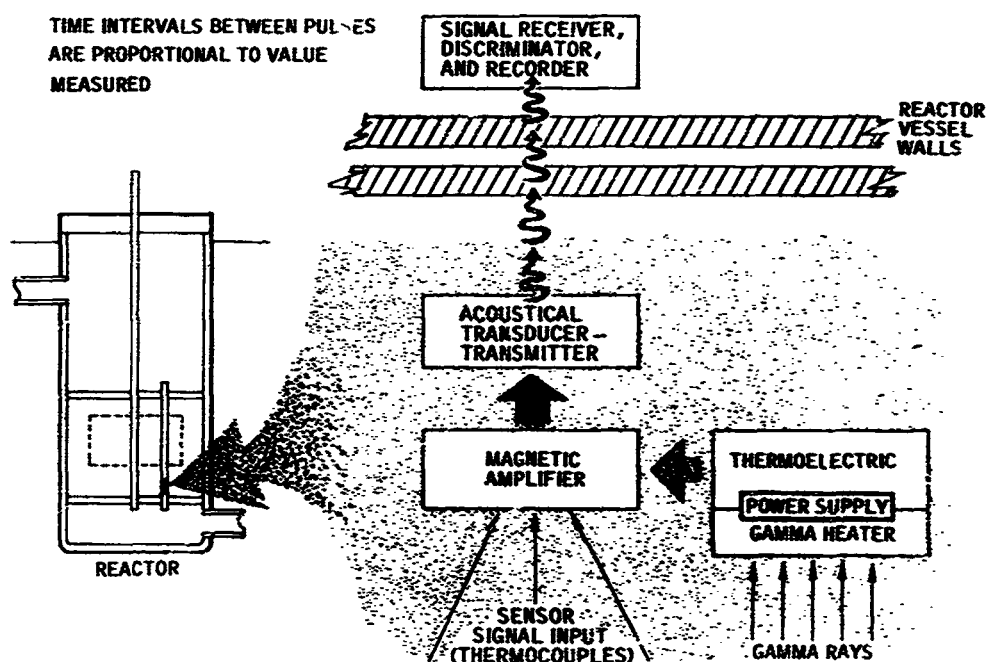 TIME INTERVALS BETWEEN PULSES
ARE PROPORTIONAL TO VALUE
MEASURED
SIGNAL RECEIVER,
DISCRIMINATOR,
AND RECORDER
REACTOR
VESSEL
WALLS
ACOUSTICAL
TRANSDUCER–
TRANSMITTER
MAGNETIC
AMPLIFIER
THERMOELECTRIC
POWER SUPPLY
GAMMA HEATER
REACTOR
SENSOR
SIGNAL INPUT
(THERMOCOUPLES)
GAMMA RAYS